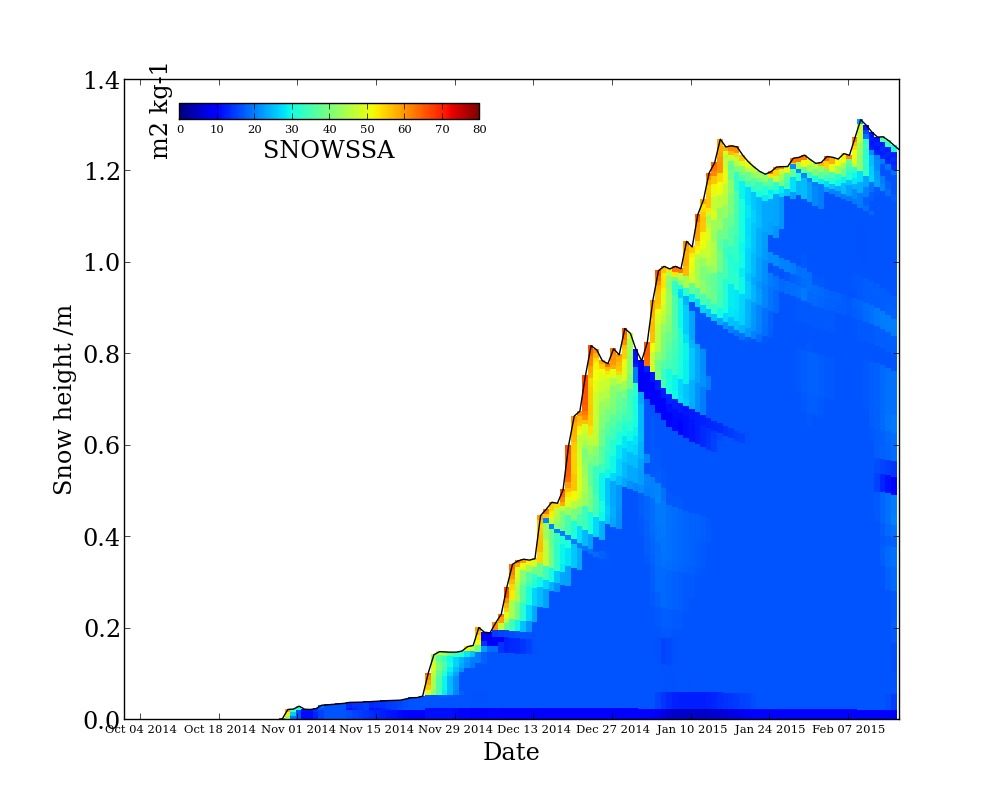 1.4
m2 kg-1
0 10 20 30 40 50 60 70 80
SNOWSSA
1.2
1.0
0.8
0.6
0.4
0.2
0.0
Snow height /m
Oct 04 2014 Oct 18 2014 Nov 01 2014 Nov 15 2014 Nov 29 2014 Dec 13 2014 Dec 27 2014 Jan 10 2015 Jan 24 2015 Feb 07 2015
Date